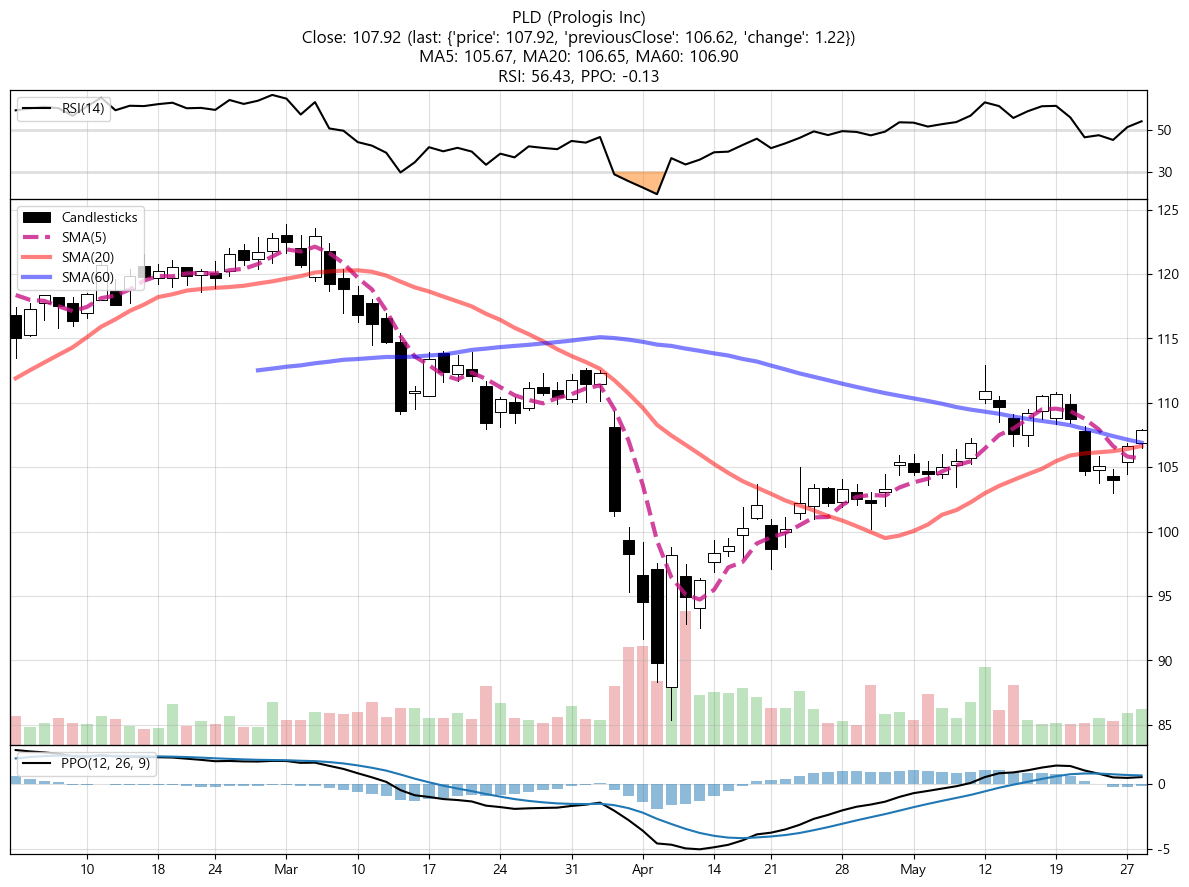 PLD (Prologis Inc)
Close: 107.92 (last: {'price': 107.92, 'previousClose': 106.62, 'change': 1.22})
MA5: 105.67, MA20: 106.65, MA60: 106.90
RSI: 56.43, PPO: -0.13
RSI(14)
50
30
Candlesticks
SMA(5)
SMA(20)
SMA(60)
125
120
115
110
105
100
95
90
85
PPO(12, 26, 9)
0
-5
10 18 24 Mar 10 17 24 31 Apr 14 21 28 May 12 19 27